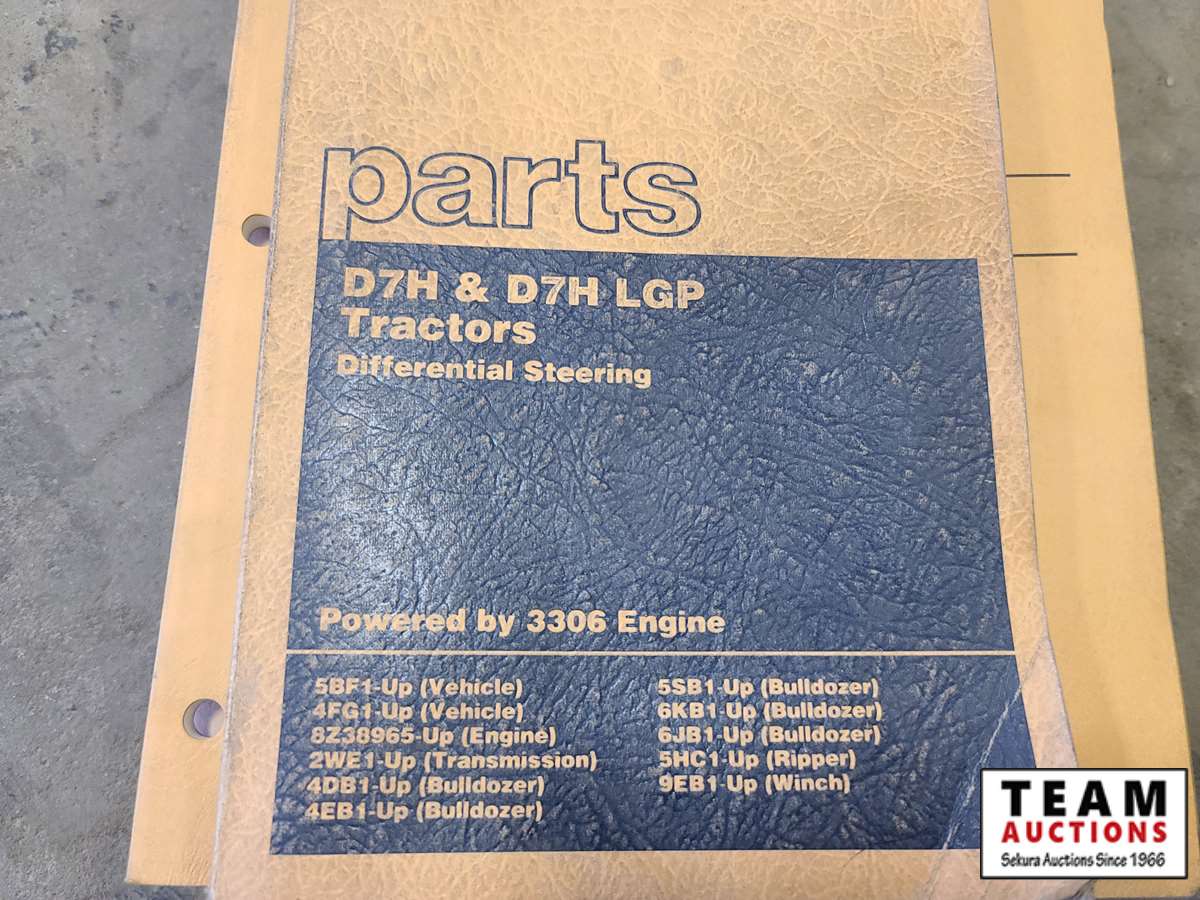 parts
D7H & D7H LGP
Tractors
Differential Steering
Powered by 3306 Engine
5BF1-Up (Vehicle)
4FG1-Up (Vehicle)
8Z38965-Up (Engine)
2WE1-Up (Transmission)
4DB1-Up (Bulldozer)
4EB1-Up (Bulldozer)
5SB1-Up (Bulldozer)
6KB1-Up (Bulldozer)
6JB1-Up (Bulldozer)
5HC1-Up (Ripper)
9EB1-Up (Winch)
TEAM
AUCTIONS
Sekura Auctions Since 1966